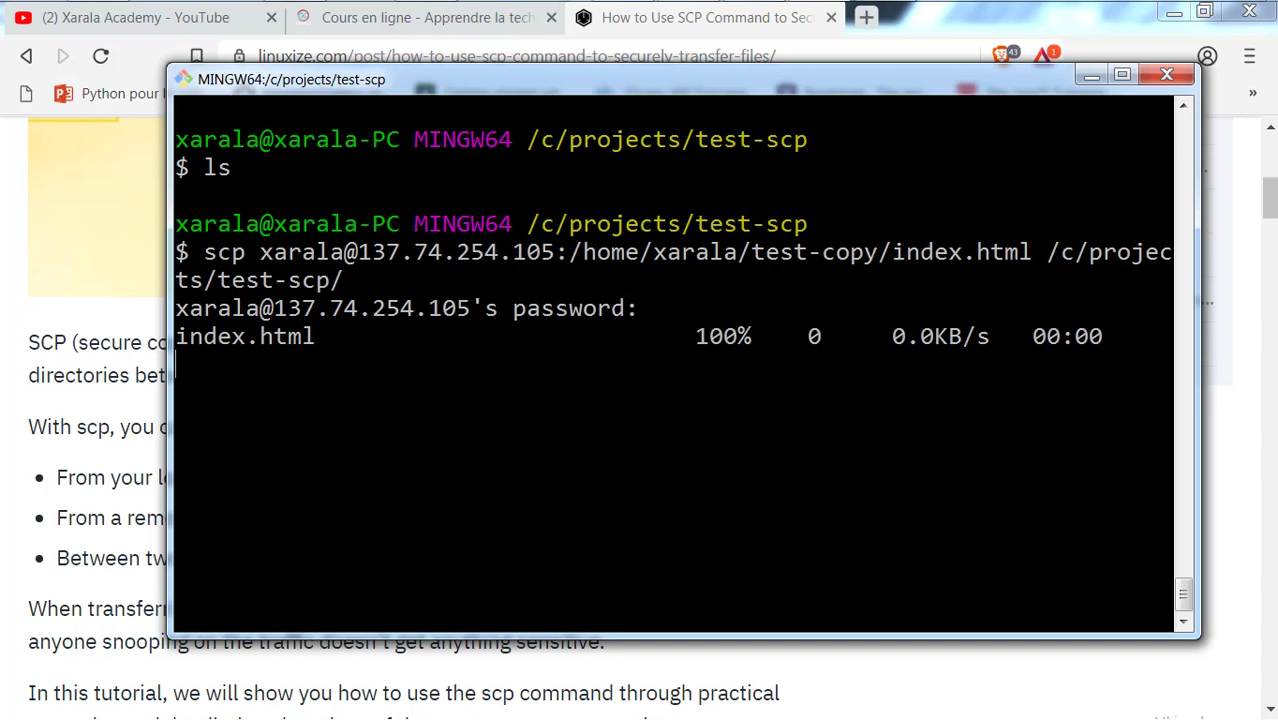 (2) Xarala Academy - YouTube
Cours en ligne - Apprendre la tech
How to Use SCP Command to Sec
linuxize.com/post/how-to-use-scp-command-to-securely-transfer-files/
43
1
Python pour l
»
MINGW64:/c/projects/test-scp
xarala@xarala-PC MINGW64 /c/projects/test-scp
$ ls
xarala@xarala-PC MINGW64 /c/projects/test-scp
$ scp xarala@137.74.254.105:/home/xarala/test-copy/index.html /c/projec
ts/test-scp/
xarala@137.74.254.105's password:
index.html 100% 0 0.0KB/s 00:00
SCP (secure co
directories bet
With scp, you c
From your lo
From a rem
Between tw
When transferr
anyone snooping on the traffic doesn't get anything sensitive.
In this tutorial, we will show you how to use the scp command through practical